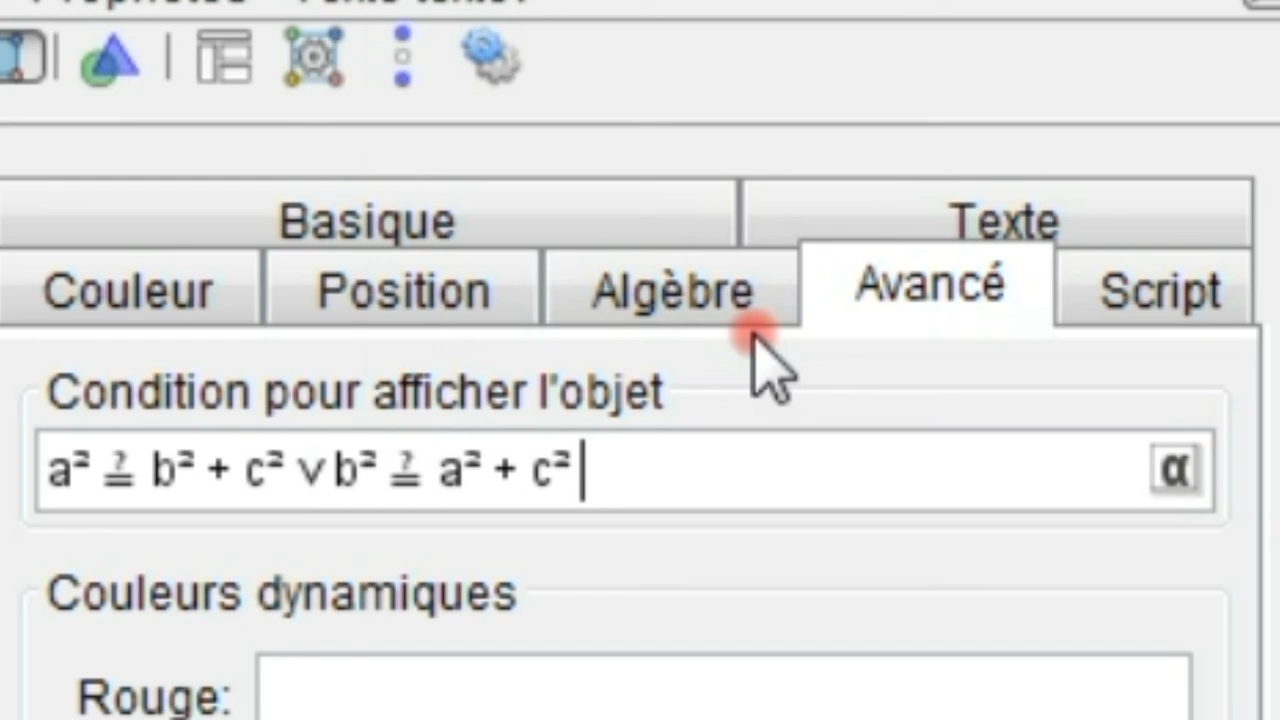 Basique Texte
Couleur Position Algèbre Avancé Script
Condition pour afficher l'objet
a² ≟ b² + c² ∨ b² ≟ a² + c²
α
Couleurs dynamiques
Rouge: